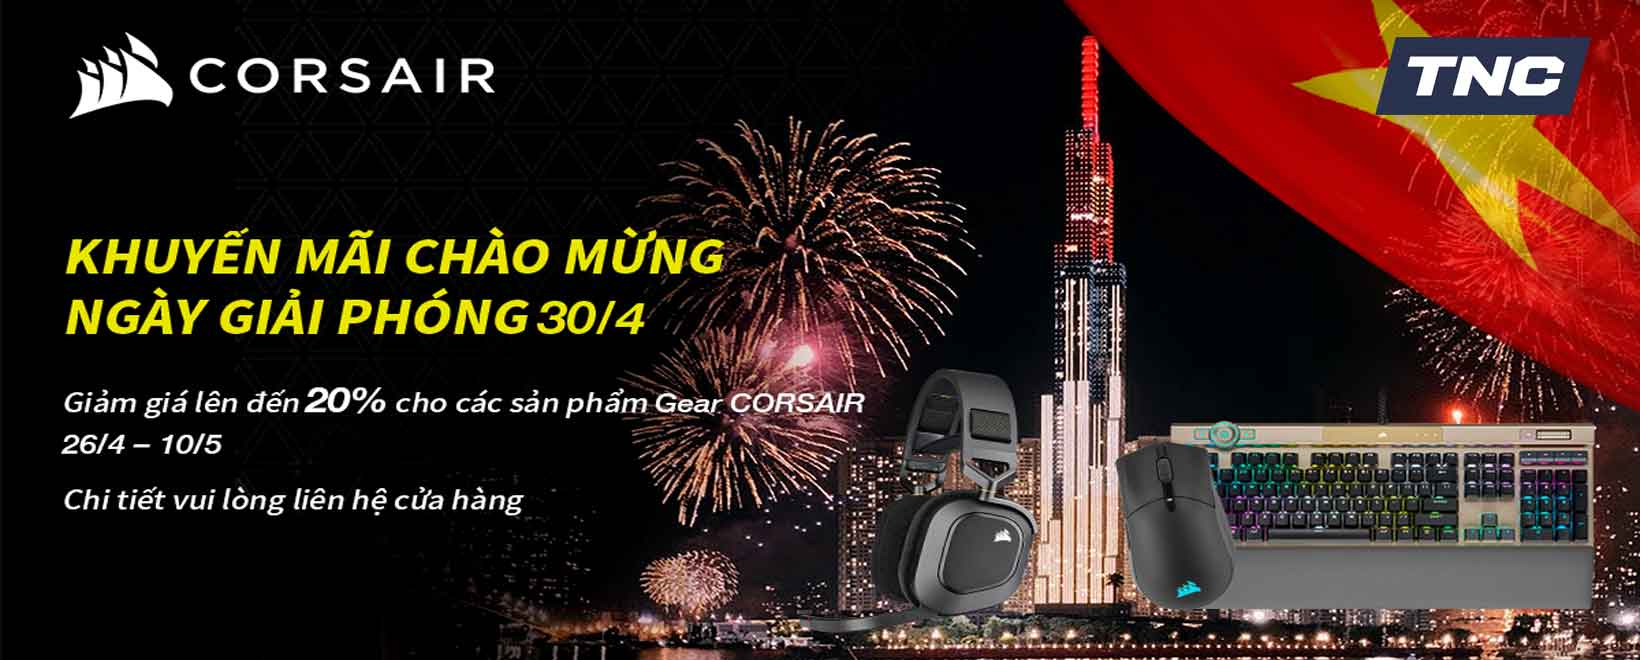 CORSAIR
TNC
KHUYẾN MÃI CHÀO MỪNG
NGÀY GIẢI PHÓNG 30/4
Giảm giá lên đến 20% cho các sản phẩm Gear CORSAIR
26/4 – 10/5
Chi tiết vui lòng liên hệ cửa hàng